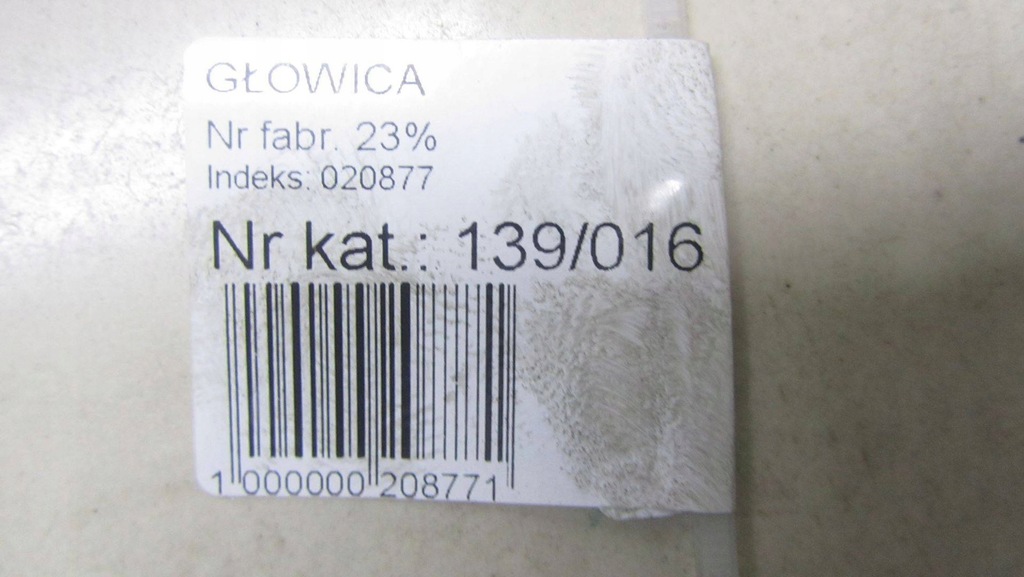 GŁOWICA
Nr fabr. 23%
Indeks: 020877
Nr kat.: 139/016
1 000000 208771